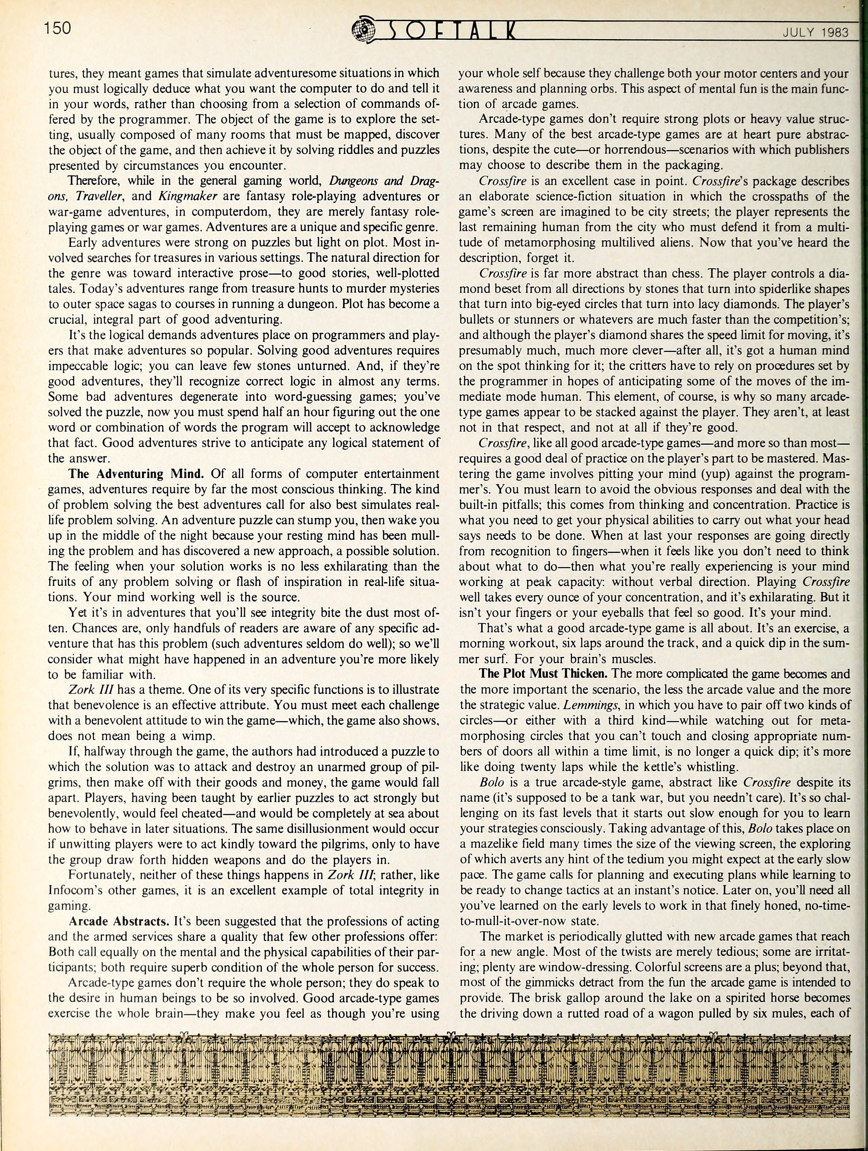 150
SOFTALK
JULY 1983
tures, they meant games that simulate adventuresome situations in which
you must logically deduce what you want the computer to do and tell it
in your words, rather than choosing from a selection of commands of-
fered by the programmer. The object of the game is to explore the set-
ting, usually composed of many rooms that must be mapped, discover
the object of the game, and then achieve it by solving riddles and puzzles
presented by circumstances you encounter.
Therefore, while in the general gaming world, Dungeons and Drag-
ons, Traveller, and Kingmaker are fantasy role-playing adventures or
war-game adventures, in computerdom, they are merely fantasy role-
playing games or war games. Adventures are a unique and specific genre.
Early adventures were strong on puzzles but light on plot. Most in-
volved searches for treasures in various settings. The natural direction for
the genre was toward interactive prose—to good stories, well-plotted
tales. Today's adventures range from treasure hunts to murder mysteries
to outer space sagas to courses in running a dungeon. Plot has become a
crucial, integral part of good adventuring.
It's the logical demands adventures place on programmers and play-
ers that make adventures so popular. Solving good adventures requires
impeccable logic; you can leave few stones unturned. And, if they're
good adventures, they'll recognize correct logic in almost any terms.
Some bad adventures degenerate into word-guessing games; you've
solved the puzzle, now you must spend half an hour figuring out the one
word or combination of words the program will accept to acknowledge
that fact. Good adventures strive to anticipate any logical statement of
the answer.
The Adventuring Mind. Of all forms of computer entertainment
games, adventures require by far the most conscious thinking. The kind
of problem solving the best adventures call for also best simulates real-
life problem solving. An adventure puzzle can stump you, then wake you
up in the middle of the night because your resting mind has been mull-
ing the problem and has discovered a new approach, a possible solution.
The feeling when your solution works is no less exhilarating than the
fruits of any problem solving or flash of inspiration in real-life situa-
tions. Your mind working well is the source.
Yet it's in adventures that you'll see integrity bite the dust most of-
ten. Chances are, only handfuls of readers are aware of any specific ad-
venture that has this problem (such adventures seldom do well); so we'll
consider what might have happened in an adventure you're more likely
to be familiar with.
Zork III has a theme. One of its very specific functions is to illustrate
that benevolence is an effective attribute. You must meet each challenge
with a benevolent attitude to win the game—which, the game also shows,
does not mean being a wimp.
If, halfway through the game, the authors had introduced a puzzle to
which the solution was to attack and destroy an unarmed group of pil-
grims, then make off with their goods and money, the game would fall
apart. Players, having been taught by earlier puzzles to act strongly but
benevolently, would feel cheated—and would be completely at sea about
how to behave in later situations. The same disillusionment would occur
if unwitting players were to act kindly toward the pilgrims, only to have
the group draw forth hidden weapons and do the players in.
Fortunately, neither of these things happens in Zork III; rather, like
Infocom's other games, it is an excellent example of total integrity in
gaming.
Arcade Abstracts. It's been suggested that the professions of acting
and the armed services share a quality that few other professions offer:
Both call equally on the mental and the physical capabilities of their par-
ticipants; both require superb condition of the whole person for success.
Arcade-type games don't require the whole person; they do speak to
the desire in human beings to be so involved. Good arcade-type games
exercise the whole brain—they make you feel as though you're using
your whole self because they challenge both your motor centers and your
awareness and planning orbs. This aspect of mental fun is the main func-
tion of arcade games.
Arcade-type games don't require strong plots or heavy value struc-
tures. Many of the best arcade-type games are at heart pure abstrac-
tions, despite the cute—or horrendous—scenarios with which publishers
may choose to describe them in the packaging.
Crossfire is an excellent case in point. Crossfire's package describes
an elaborate science-fiction situation in which the crosspaths of the
game's screen are imagined to be city streets; the player represents the
last remaining human from the city who must defend it from a multi-
tude of metamorphosing multilived aliens. Now that you've heard the
description, forget it.
Crossfire is far more abstract than chess. The player controls a dia-
mond beset from all directions by stones that turn into spiderlike shapes
that turn into big-eyed circles that turn into lacy diamonds. The player's
bullets or stunners or whatevers are much faster than the competition's;
and although the player's diamond shares the speed limit for moving, it's
presumably much, much more clever—after all, it's got a human mind
on the spot thinking for it; the critters have to rely on procedures set by
the programmer in hopes of anticipating some of the moves of the im-
mediate mode human. This element, of course, is why so many arcade-
type games appear to be stacked against the player. They aren't, at least
not in that respect, and not at all if they're good.
Crossfire, like all good arcade-type games—and more so than most—
requires a good deal of practice on the player's part to be mastered. Mas-
tering the game involves pitting your mind (yup) against the program-
mer's. You must learn to avoid the obvious responses and deal with the
built-in pitfalls; this comes from thinking and concentration. Practice is
what you need to get your physical abilities to carry out what your head
says needs to be done. When at last your responses are going directly
from recognition to fingers—when it feels like you don't need to think
about what to do—then what you're really experiencing is your mind
working at peak capacity: without verbal direction. Playing Crossfire
well takes every ounce of your concentration, and it's exhilarating. But it
isn't your fingers or your eyeballs that feel so good. It's your mind.
That's what a good arcade-type game is all about. It's an exercise, a
morning workout, six laps around the track, and a quick dip in the sum-
mer surf. For your brain's muscles.
The Plot Must Thicken. The more complicated the game becomes and
the more important the scenario, the less the arcade value and the more
the strategic value. Lemmings, in which you have to pair off two kinds of
circles—or either with a third kind—while watching out for meta-
morphosing circles that you can't touch and closing appropriate num-
bers of doors all within a time limit, is no longer a quick dip; it's more
like doing twenty laps while the kettle's whistling.
Bolo is a true arcade-style game, abstract like Crossfire despite its
name (it's supposed to be a tank war, but you needn't care). It's so chal-
lenging on its fast levels that it starts out slow enough for you to learn
your strategies consciously. Taking advantage of this, Bolo takes place on
a mazelike field many times the size of the viewing screen, the exploring
of which averts any hint of the tedium you might expect at the early slow
pace. The game calls for planning and executing plans while learning to
be ready to change tactics at an instant's notice. Later on, you'll need all
you've learned on the early levels to work in that finely honed, no-time-
to-mull-it-over-now state.
The market is periodically glutted with new arcade games that reach
for a new angle. Most of the twists are merely tedious; some are irritat-
ing; plenty are window-dressing. Colorful screens are a plus; beyond that,
most of the gimmicks detract from the fun the arcade game is intended to
provide. The brisk gallop around the lake on a spirited horse becomes
the driving down a rutted road of a wagon pulled by six mules, each of